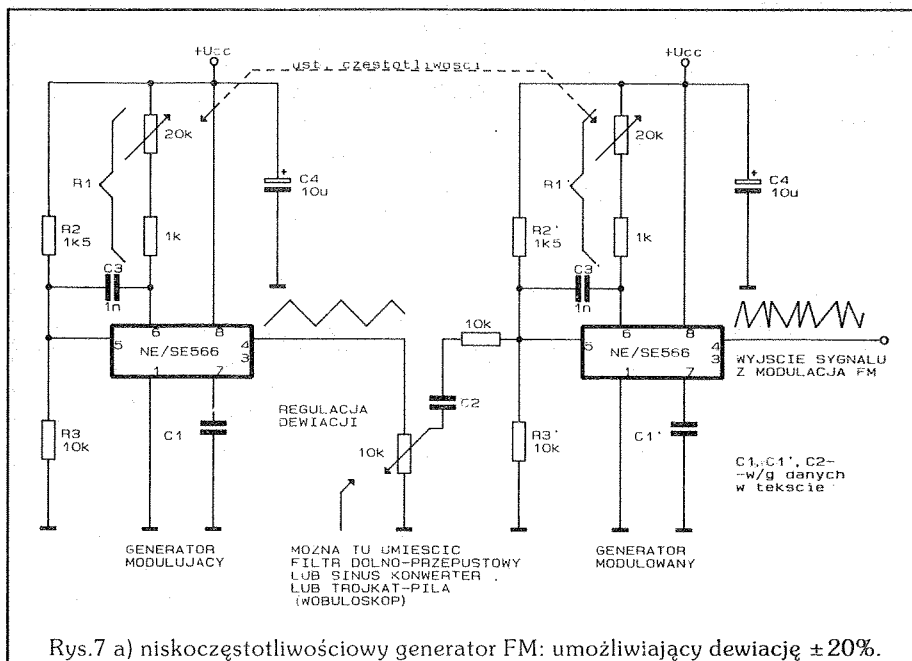 +Ucc
ust. czestotliwosci
+Ucc
20k
R1
C4
+
10u
R2
1k5
1k
C3
1n
6
8
5
NE/SE566
4
3
1
7
R3
10k
C1
REGULACJA
DEWIACJI
10k
C2
10k
20k
R1'
C4
+
10u
R2'
1k5
1k
C3'
1n
6
8
5
NE/SE566
4
3
1
7
R3'
10k
C1'
WYJSCIE SYGNALU
Z MODULACJA FM
C1, C1', C2-
-w/g danych
w tekscie
GENERATOR
MODULUJACY
MOZNA TU UMIESCIC
FILTR DOLNO-PRZEPUSTOWY
LUB SINUS KONWERTER
LUB TROJKAT-PILA
(WOBULOSKOP)
GENERATOR
MODULOWANY
Rys.7 a) niskoczęstotliwościowy generator FM: umożliwiający dewiację ±20%.